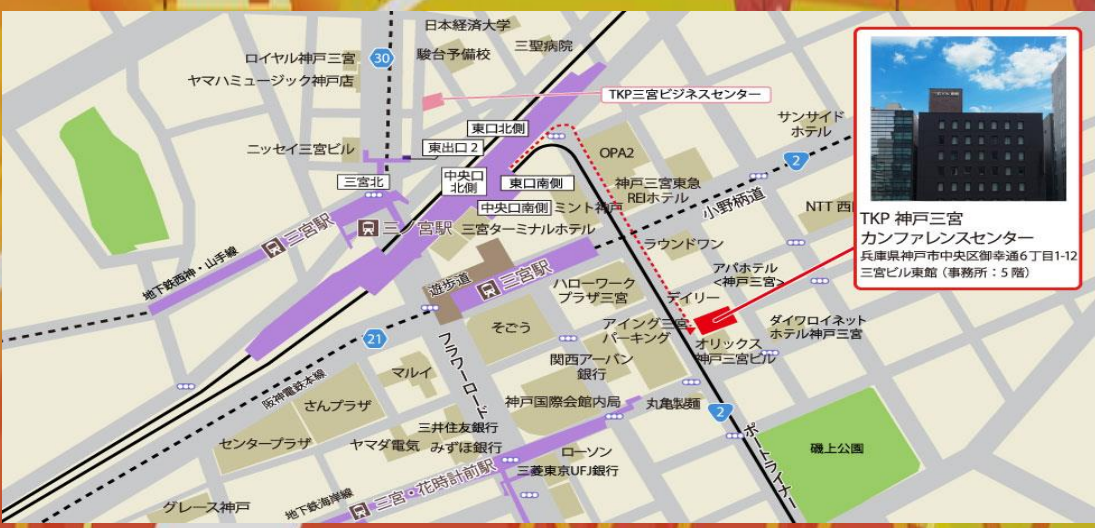 日本経済大学
駿台予備校
三聖病院
ロイヤル神戸三宮
30
ヤマハミュージック神戸店
TKP三宮ビジネスセンター
サンサイド
ホテル
2
東口北側
ニッセイ三宮ビル
東出口2
OPA2
三宮北
中央口
北側
東口南側
神戸三宮東急
REIホテル
小野柄道
中央口南側
ミント神戸
NTT 西
三宮駅
三 宮駅
三宮ターミナルホテル
ラウンドワン
地下鉄西神・山手線
遊歩道
三宮駅
ハローワーク
プラザ三宮
アパホテル
<神戸三宮>
デイリー
そごう
アイング三宮
パーキング
オリックス
神戸三宮ビル
ダイワロイネット
ホテル神戸三宮
21
フラワーロード
関西アーバン
銀行
マルイ
阪神電鉄本線
さんプラザ
神戸国際会館内局
丸亀製麺
2
三井住友銀行
センタープラザ
ヤマダ電気
みずほ銀行
ローソン
三菱東京UFJ銀行
ポートライナー
磯上公園
三宮・花時計前駅
地下鉄海岸線
グレース神戸
TKP 神戸三宮
カンファレンスセンター
兵庫県神戸市中央区御幸通6丁目1-12
三宮ビル東館（事務所：5 階）